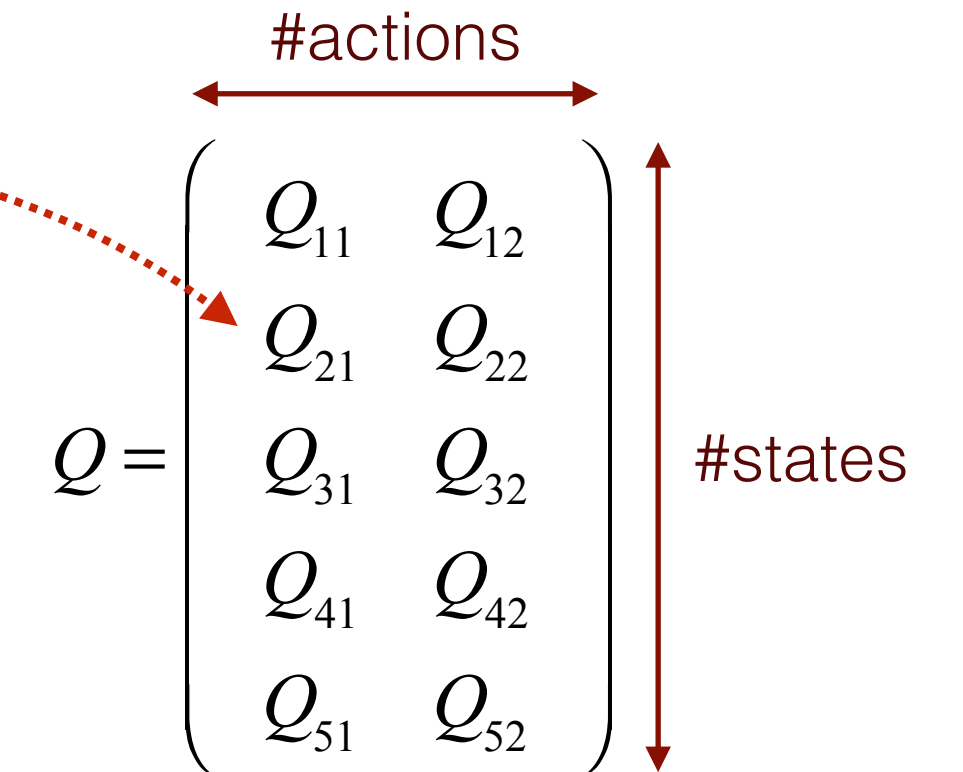 #actions
Q₁₁ Q₁₂
Q₂₁ Q₂₂
Q = Q₃₁ Q₃₂ #states
Q₄₁ Q₄₂
Q₅₁ Q₅₂